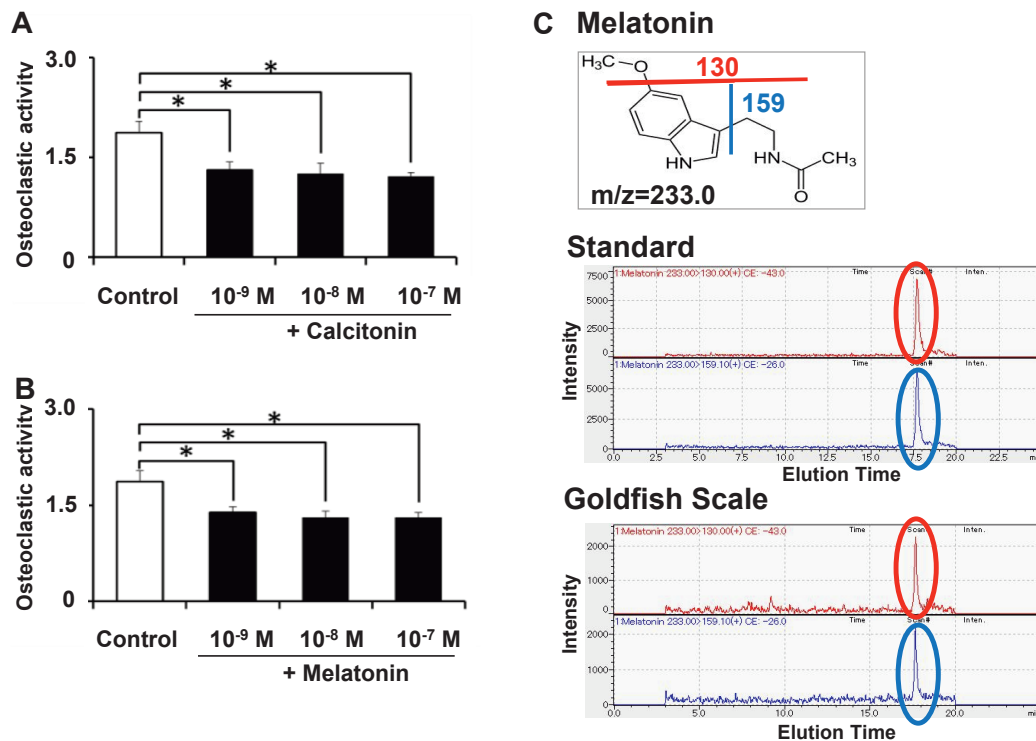 A
3.0
Osteoclastic activity
1.5
0
* * *
Control 10⁻⁹ M 10⁻⁸ M 10⁻⁷ M
+ Calcitonin
B
3.0
Osteoclastic activity
1.5
0
* * *
Control 10⁻⁹ M 10⁻⁸ M 10⁻⁷ M
+ Melatonin
C Melatonin
H₃C O
130
159
HN
HN CH₃
O
m/z=233.0
Standard
1:Melatonin 233.00>130.00(+) CE: -43.0 Time Scan# Inten.
7500
5000
2500
0
1:Melatonin 233.00>159.10(+) CE: -26.0 Time Scan# Inten.
5000
2500
0
0.0 2.5 5.0 7.5 10.0 12.5 15.0 17.5 20.0 22.5
Intensity
Elution Time
Goldfish Scale
1:Melatonin 233.00>130.00(+) CE: -43.0 Time Scan Inten.
2000
1000
0
1:Melatonin 233.00>159.10(+) CE: -26.0 Time Scan# Inten.
2000
1000
0
0.0 5.0 10.0 15.0 20.0
Intensity
Elution Time